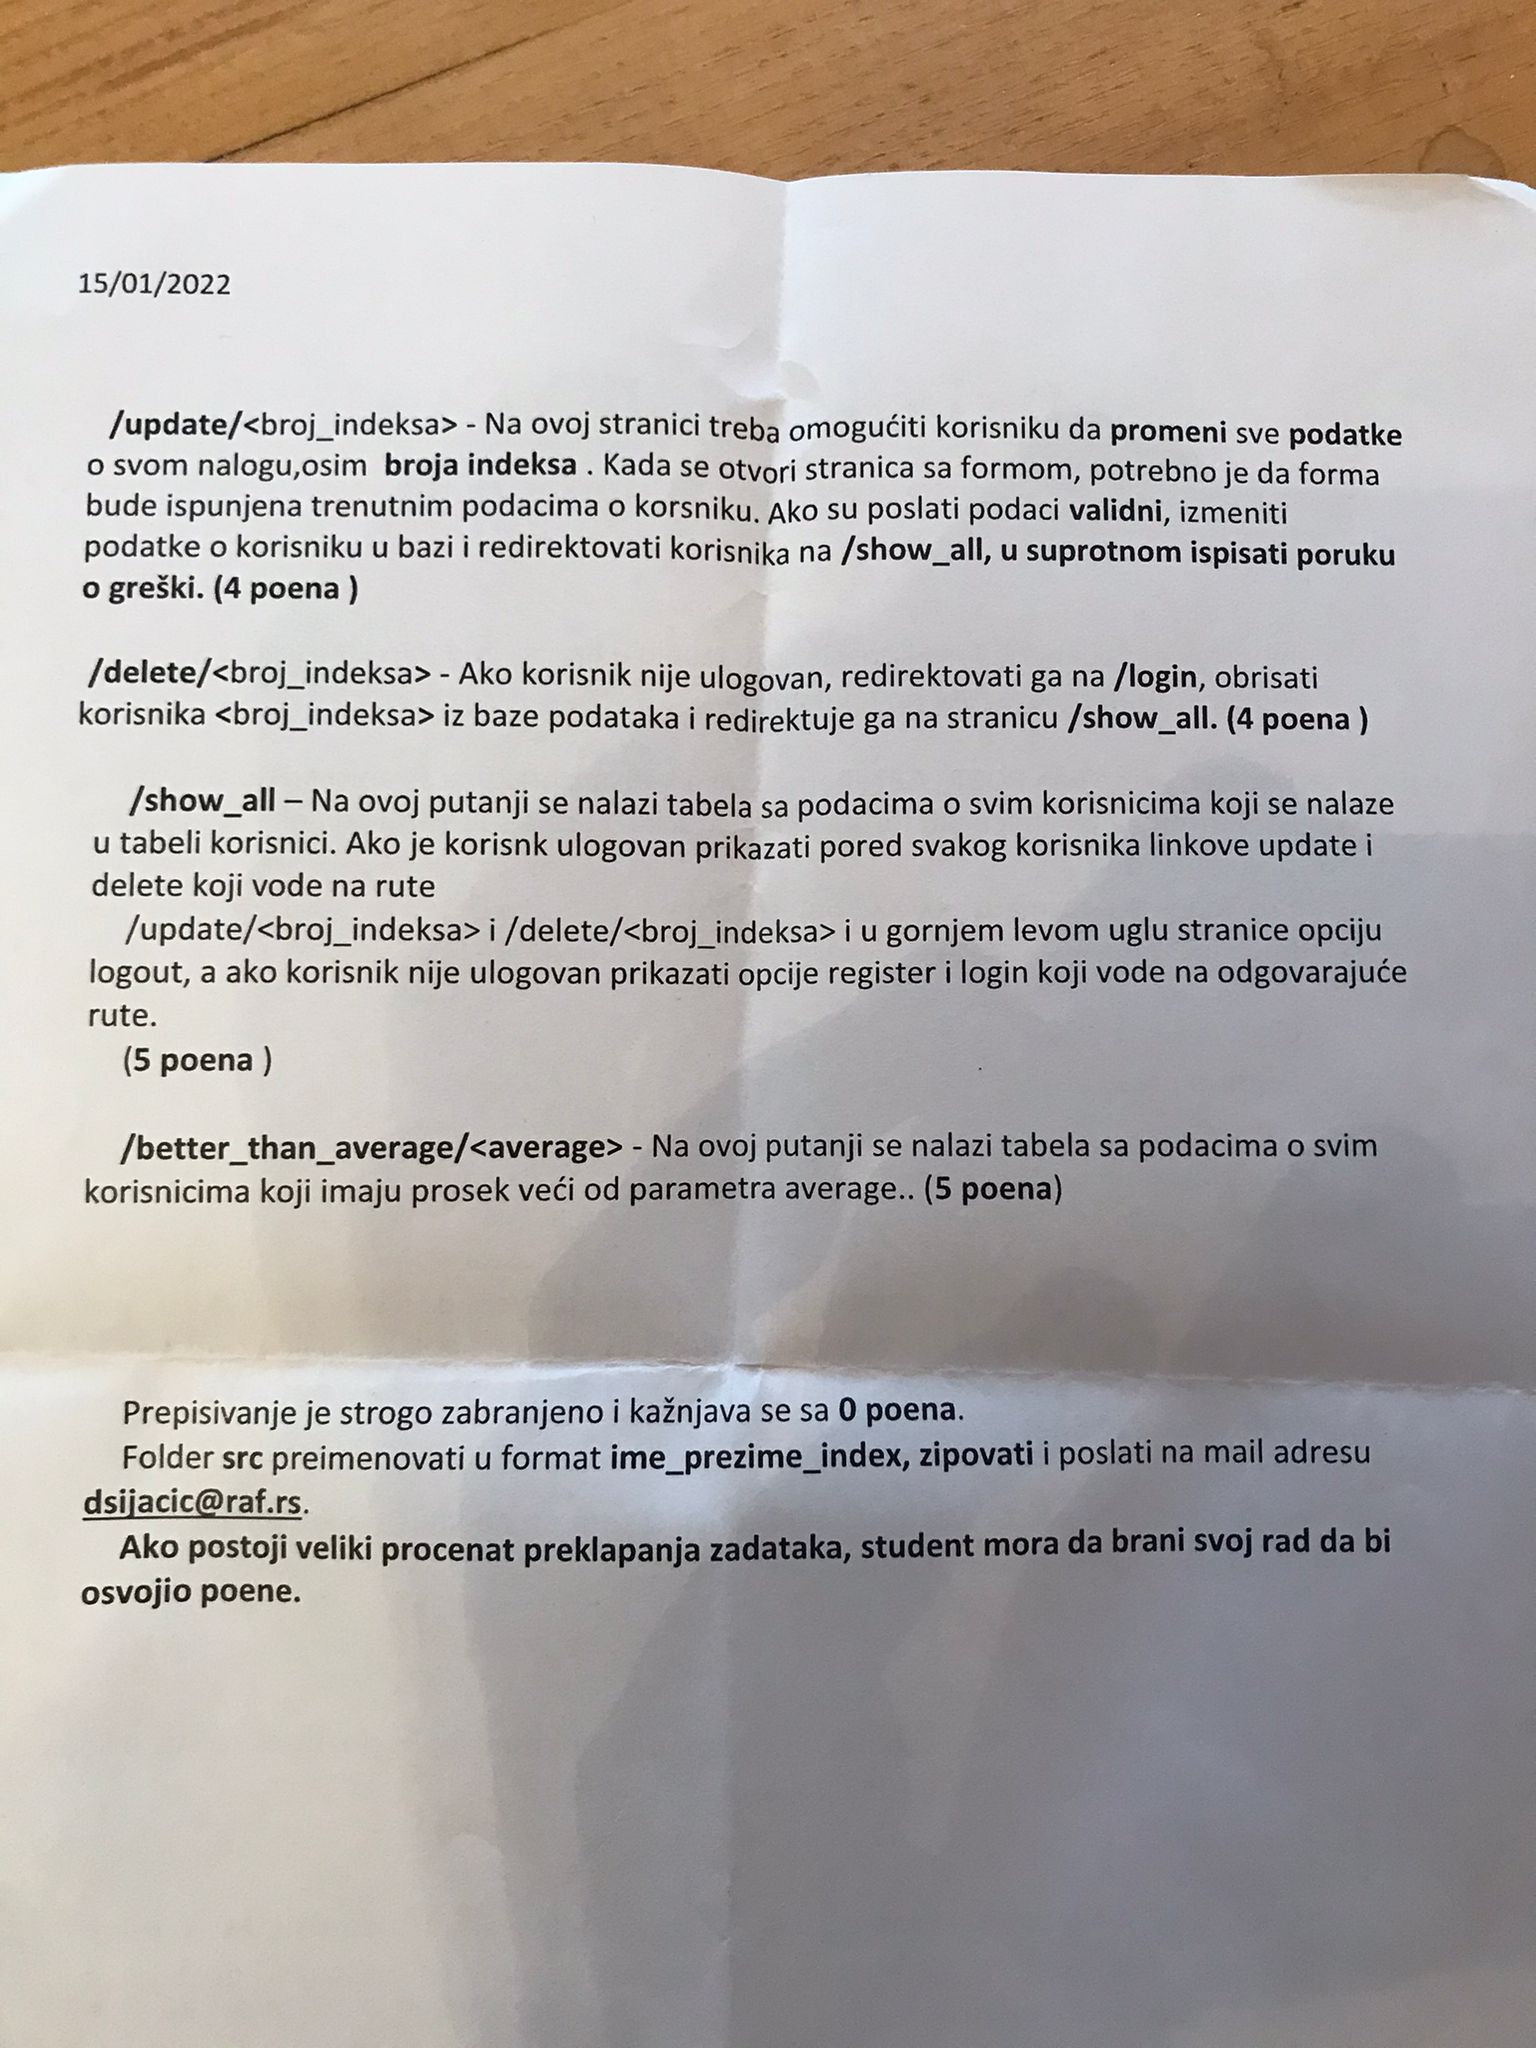 15/01/2022
/update/<broj_indeksa> - Na ovoj stranici treba omogućiti korisniku da promeni sve podatke
o svom nalogu,osim broja indeksa . Kada se otvori stranica sa formom, potrebno je da forma
bude ispunjena trenutnim podacima o korsniku. Ako su poslati podaci validni, izmeniti
podatke o korisniku u bazi i redirektovati korisnika na /show_all, u suprotnom ispisati poruku
o greški. (4 poena )
/delete/<broj_indeksa> - Ako korisnik nije ulogovan, redirektovati ga na /login, obrisati
korisnika <broj_indeksa> iz baze podataka i redirektuje ga na stranicu /show_all. (4 poena )
/show_all – Na ovoj putanji se nalazi tabela sa podacima o svim korisnicima koji se nalaze
u tabeli korisnici. Ako je korisnk ulogovan prikazati pored svakog korisnika linkove update i
delete koji vode na rute
/update/<broj_indeksa> i /delete/<broj_indeksa> i u gornjem levom uglu stranice opciju
logout, a ako korisnik nije ulogovan prikazati opcije register i login koji vode na odgovarajuće
rute.
(5 poena )
/better_than_average/<average> - Na ovoj putanji se nalazi tabela sa podacima o svim
korisnicima koji imaju prosek veći od parametra average.. (5 poena)
Prepisivanje je strogo zabranjeno i kažnjava se sa 0 poena.
Folder src preimenovati u format ime_prezime_index, zipovati i poslati na mail adresu
dsijacic@raf.rs.
Ako postoji veliki procenat preklapanja zadataka, student mora da brani svoj rad da bi
osvojio poene.